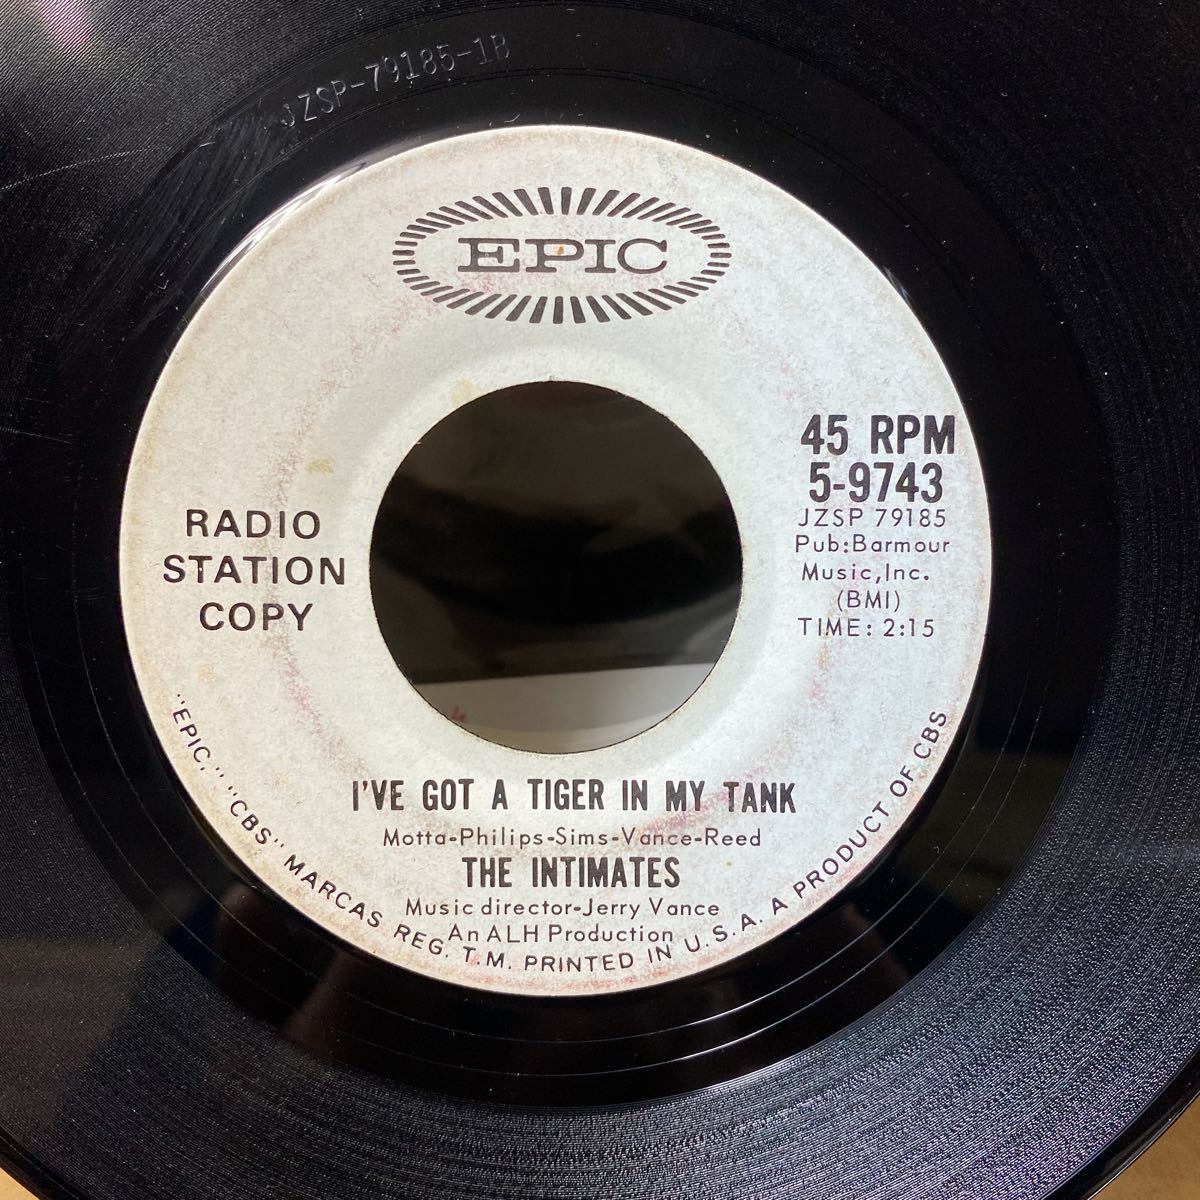 JZSP-79185-1B
EPIC
45 RPM
5-9743
JZSP 79185
Pub:Barmour
Music,Inc.
(BMI)
TIME: 2:15
RADIO
STATION
COPY
I'VE GOT A TIGER IN MY TANK
Motta-Philips-Sims-Vance-Reed
THE INTIMATES
Music director-Jerry Vance
An ALH Production
"EPIC," "CBS" MARCAS REG. T.M. PRINTED IN U.S.A. A PRODUCT OF CBS